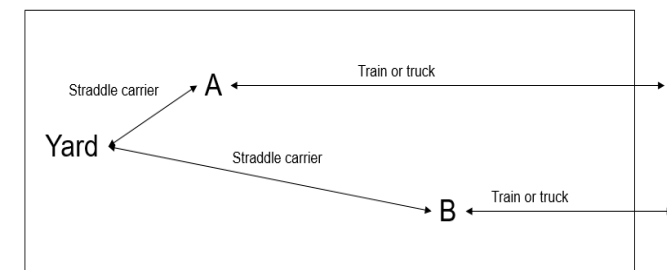 Train or truck
A
Straddle carrier
Yard
Straddle carrier
Train or truck
B